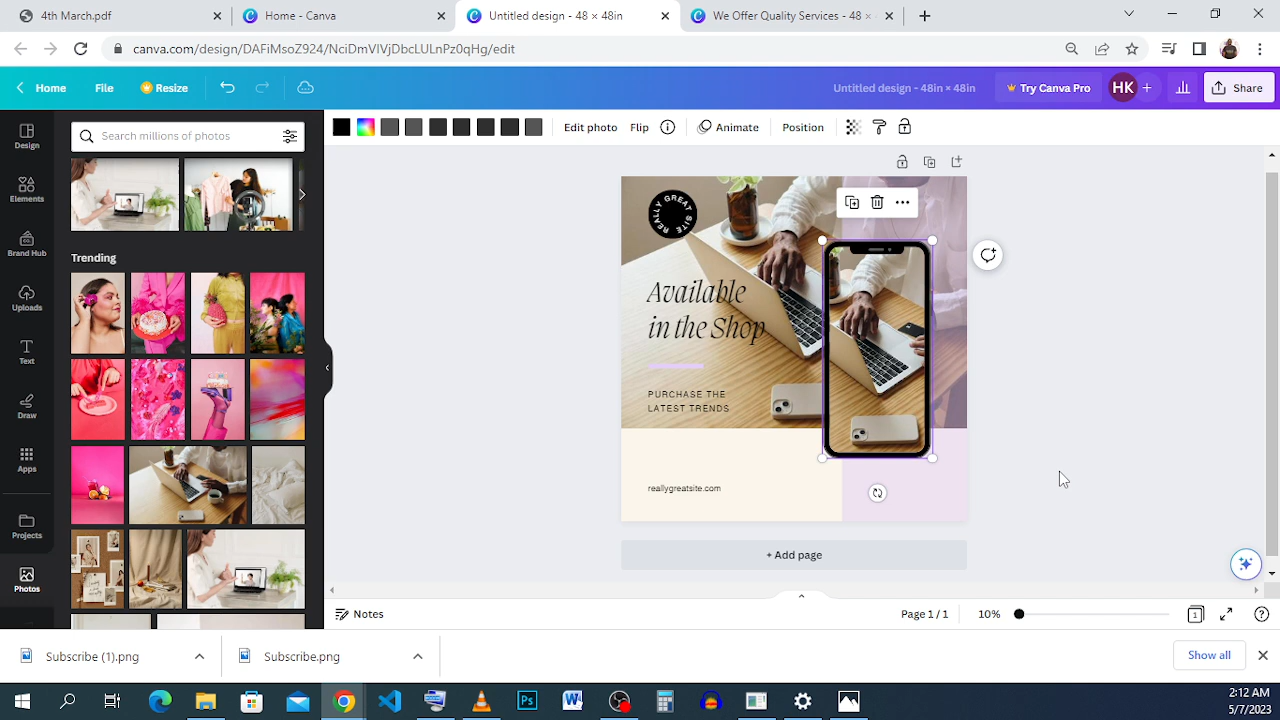 4th March.pdf
Home - Canva
Untitled design - 48 × 48in
We Offer Quality Services - 48 ×
canva.com/design/DAFiMsoZ924/NciDmVlVjDbcLULnPz0qHg/edit
Home
File
Resize
Untitled design - 48in × 48in
Try Canva Pro
HK
Share
Search millions of photos
Edit photo
Flip
Animate
Position
Design
Elements
Brand Hub
Uploads
Text
Draw
Apps
Projects
Photos
Trending
REALLY GREAT SITE
Available
in the Shop
PURCHASE THE
LATEST TRENDS
reallygreatsite.com
+ Add page
Notes
Page 1 / 1
10%
1
Subscribe (1).png
Subscribe.png
Show all
2:12 AM
5/7/2023